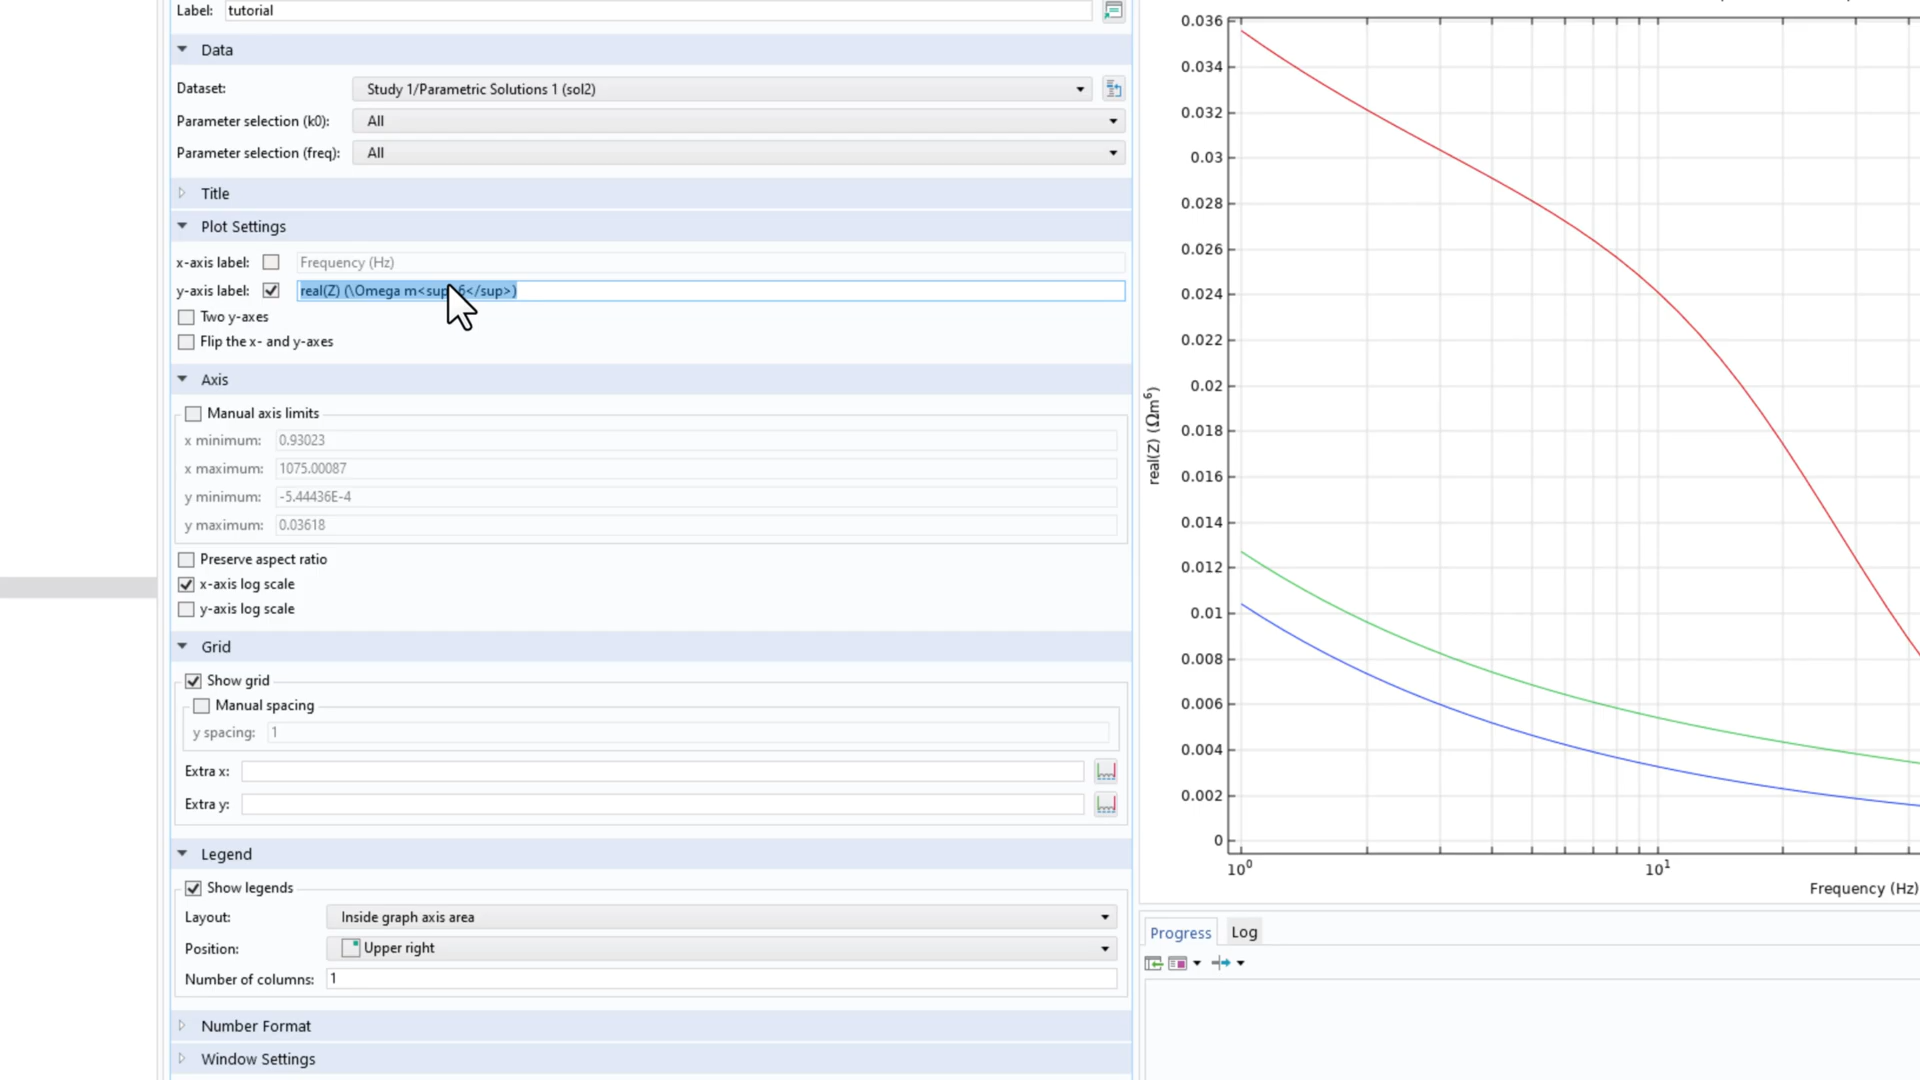 Label: tutorial
Data
Dataset: Study 1/Parametric Solutions 1 (sol2)
Parameter selection (k0): All
Parameter selection (freq): All
Title
Plot Settings
x-axis label: Frequency (Hz)
y-axis label: real(Z) (\Omega m<sup>6</sup>)
Two y-axes
Flip the x- and y-axes
Axis
Manual axis limits
x minimum: 0.93023
x maximum: 1075.00087
y minimum: -5.44436E-4
y maximum: 0.03618
Preserve aspect ratio
x-axis log scale
y-axis log scale
Grid
Show grid
Manual spacing
y spacing: 1
Extra x:
Extra y:
Legend
Show legends
Layout: Inside graph axis area
Position: Upper right
Number of columns: 1
Number Format
Window Settings
0.036
0.034
0.032
0.03
0.028
0.026
0.024
0.022
0.02
0.018
0.016
0.014
0.012
0.01
0.008
0.006
0.004
0.002
0
real(Z) (Ωm⁶)
10⁰ 10¹
Frequency (Hz)
Progress Log